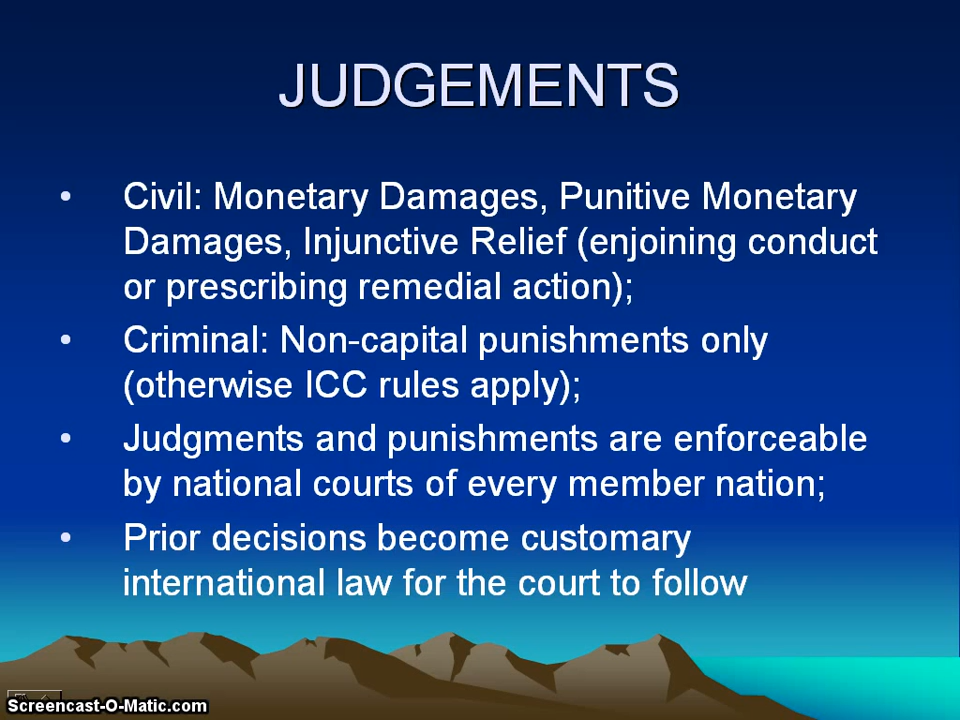 JUDGEMENTS
• Civil: Monetary Damages, Punitive Monetary
Damages, Injunctive Relief (enjoining conduct
or prescribing remedial action);
• Criminal: Non-capital punishments only
(otherwise ICC rules apply);
• Judgments and punishments are enforceable
by national courts of every member nation;
• Prior decisions become customary
international law for the court to follow
Screencast-O-Matic.com